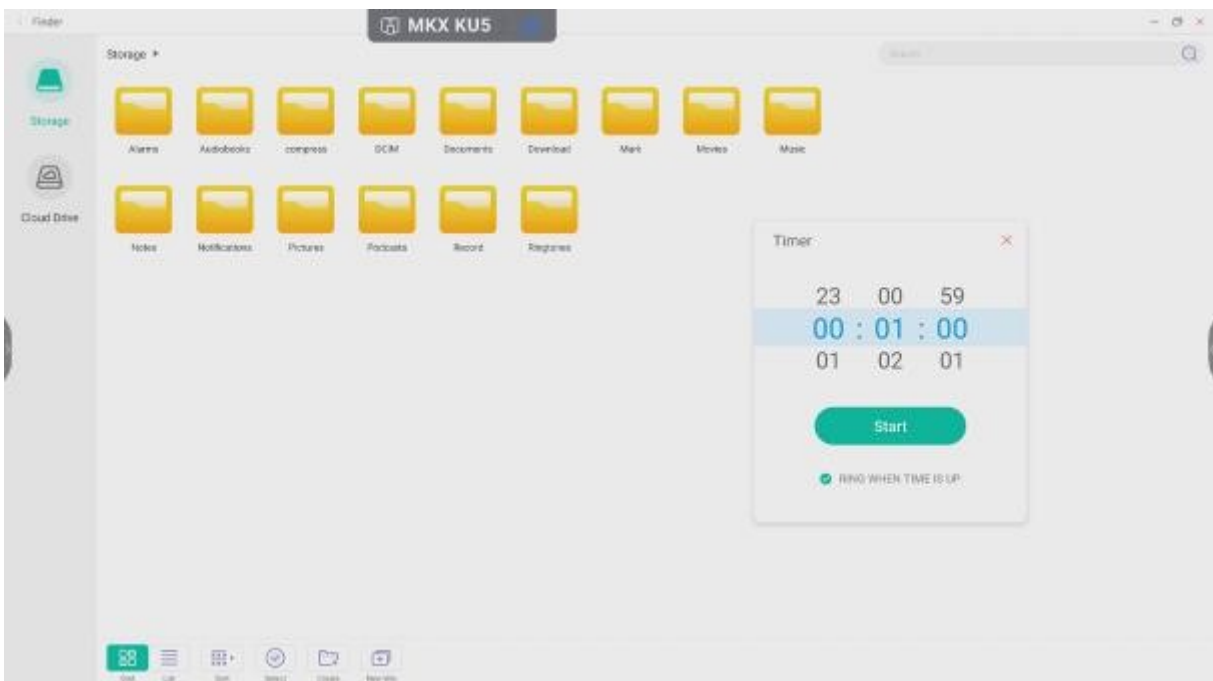 Finder
MKX KU5
Storage
Storage
Cloud Drive
Alarms Audiobooks compress DCIM Documents Download Mark Movies Music
Notes Notifications Pictures Podcasts Record Ringtones
Timer
23 00 59
00 : 01 : 00
01 02 01
Start
RING WHEN TIME IS UP
Select Create